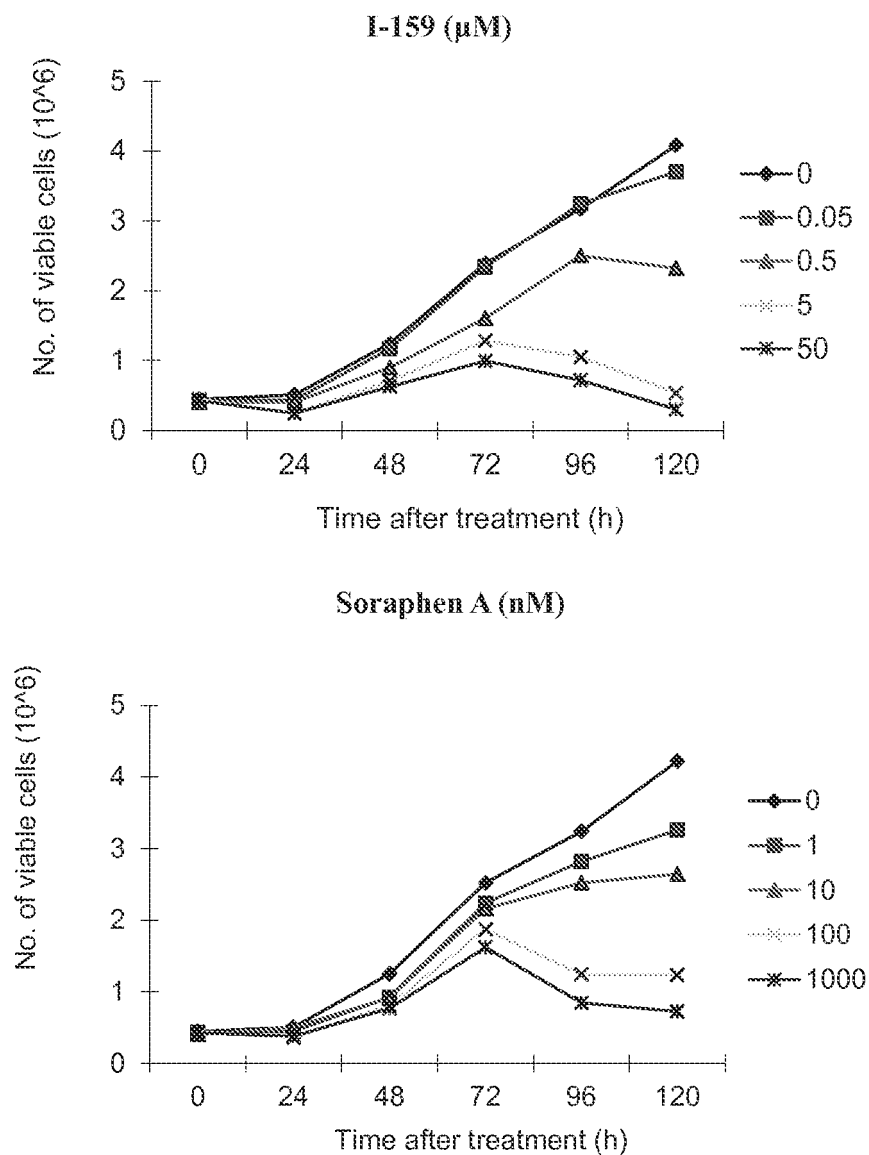 I-159 (µM)
No. of viable cells (10^6)
5
4
3
2
1
0
0 24 48 72 96 120
Time after treatment (h)
0
0.05
0.5
5
50
Soraphen A (nM)
No. of viable cells (10^6)
5
4
3
2
1
0
0 24 48 72 96 120
Time after treatment (h)
0
1
10
100
1000